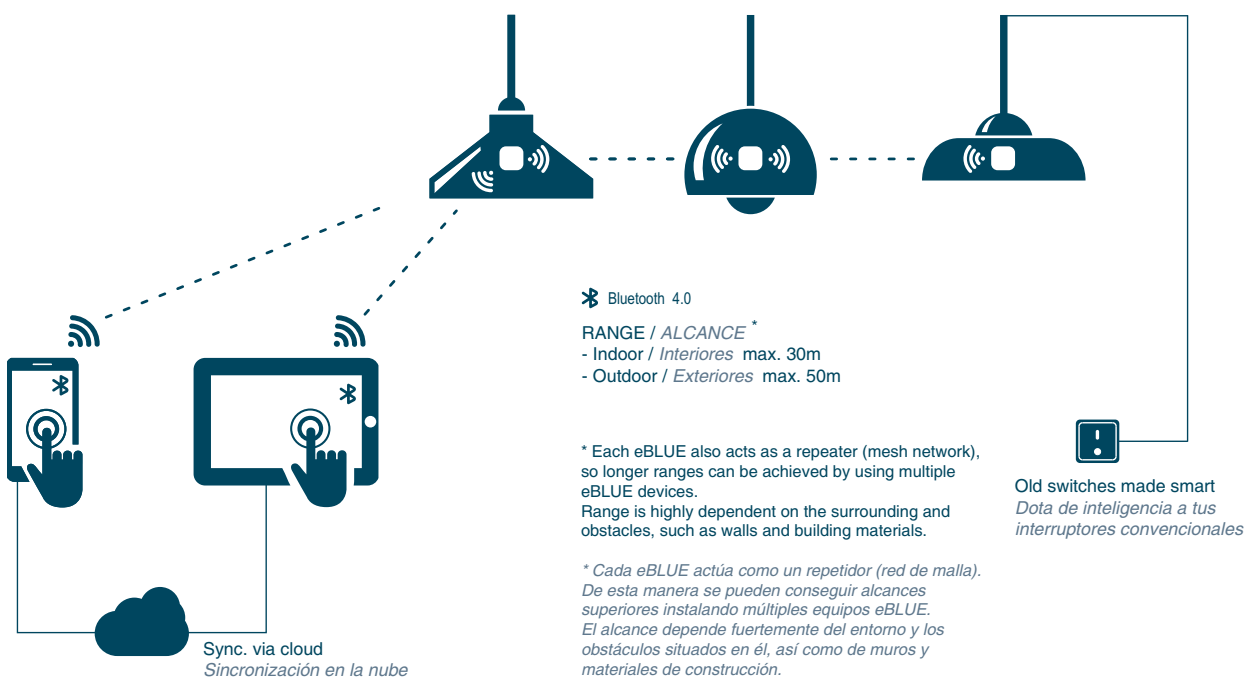 Bluetooth 4.0
RANGE / ALCANCE *
- Indoor / Interiores max. 30m
- Outdoor / Exteriores max. 50m
* Each eBLUE also acts as a repeater (mesh network),
so longer ranges can be achieved by using multiple
eBLUE devices.
Range is highly dependent on the surrounding and
obstacles, such as walls and building materials.
* Cada eBLUE actúa como un repetidor (red de malla).
De esta manera se pueden conseguir alcances
superiores instalando múltiples equipos eBLUE.
El alcance depende fuertemente del entorno y los
obstáculos situados en él, así como de muros y
materiales de construcción.
Old switches made smart
Dota de inteligencia a tus
interruptores convencionales
Sync. via cloud
Sincronización en la nube